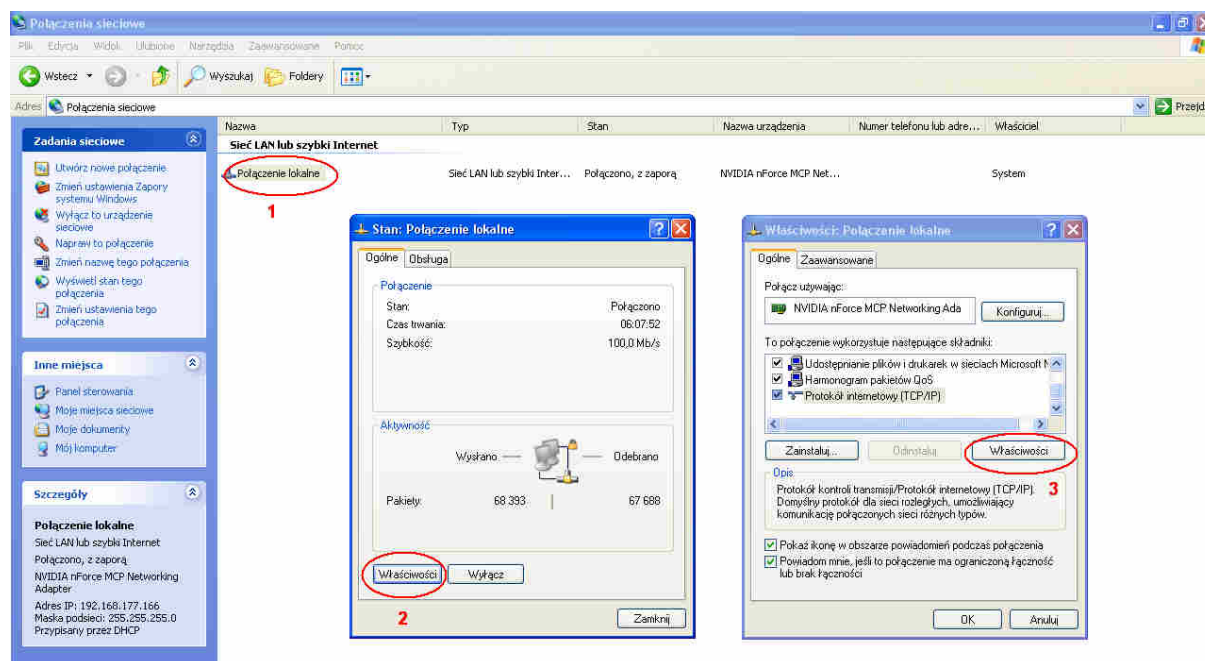 Połączenia sieciowe
Plik Edycja Widok Ulubione Narzędzia Zaawansowane Pomoc
Wstecz Wyszukaj Foldery
Adres Połączenia sieciowe Przejdź
Nazwa Typ Stan Nazwa urządzenia Numer telefonu lub adre... Właściciel
Sieć LAN lub szybki Internet
Połączenie lokalne Sieć LAN lub szybki Inter... Połączono, z zaporą NVIDIA nForce MCP Net... System
1
Zadania sieciowe
Utwórz nowe połączenie
Zmień ustawienia Zapory
systemu Windows
Wyłącz to urządzenie
sieciowe
Napraw to połączenie
Zmień nazwę tego połączenia
Wyświetl stan tego
połączenia
Zmień ustawienia tego
połączenia
Inne miejsca
Panel sterowania
Moje miejsca sieciowe
Moje dokumenty
Mój komputer
Szczegóły
Połączenie lokalne
Sieć LAN lub szybki Internet
Połączono, z zaporą
NVIDIA nForce MCP Networking
Adapter
Adres IP: 192.168.177.166
Maska podsieci: 255.255.255.0
Przypisany przez DHCP
Stan: Połączenie lokalne
Ogólne Obsługa
Połączenie
Stan: Połączono
Czas trwania: 06:07:52
Szybkość: 100,0 Mb/s
Aktywność
Wysłano Odebrano
Pakiety: 68 393 67 688
Właściwości Wyłącz
2
Zamknij
Właściwości: Połączenie lokalne
Ogólne Zaawansowane
Połącz używając:
NVIDIA nForce MCP Networking Ada Konfiguruj...
To połączenie wykorzystuje następujące składniki:
Udostępnianie plików i drukarek w sieciach Microsoft N
Harmonogram pakietów QoS
Protokół internetowy (TCP/IP)
Zainstaluj... Odinstaluj Właściwości
3
Opis
Protokół kontroli transmisji/Protokół internetowy (TCP/IP).
Domyślny protokół dla sieci rozległych, umożliwiający
komunikację połączonych sieci różnych typów.
Pokaż ikonę w obszarze powiadomień podczas połączenia
Powiadom mnie, jeśli to połączenie ma ograniczoną łączność
lub brak łączności
OK Anuluj